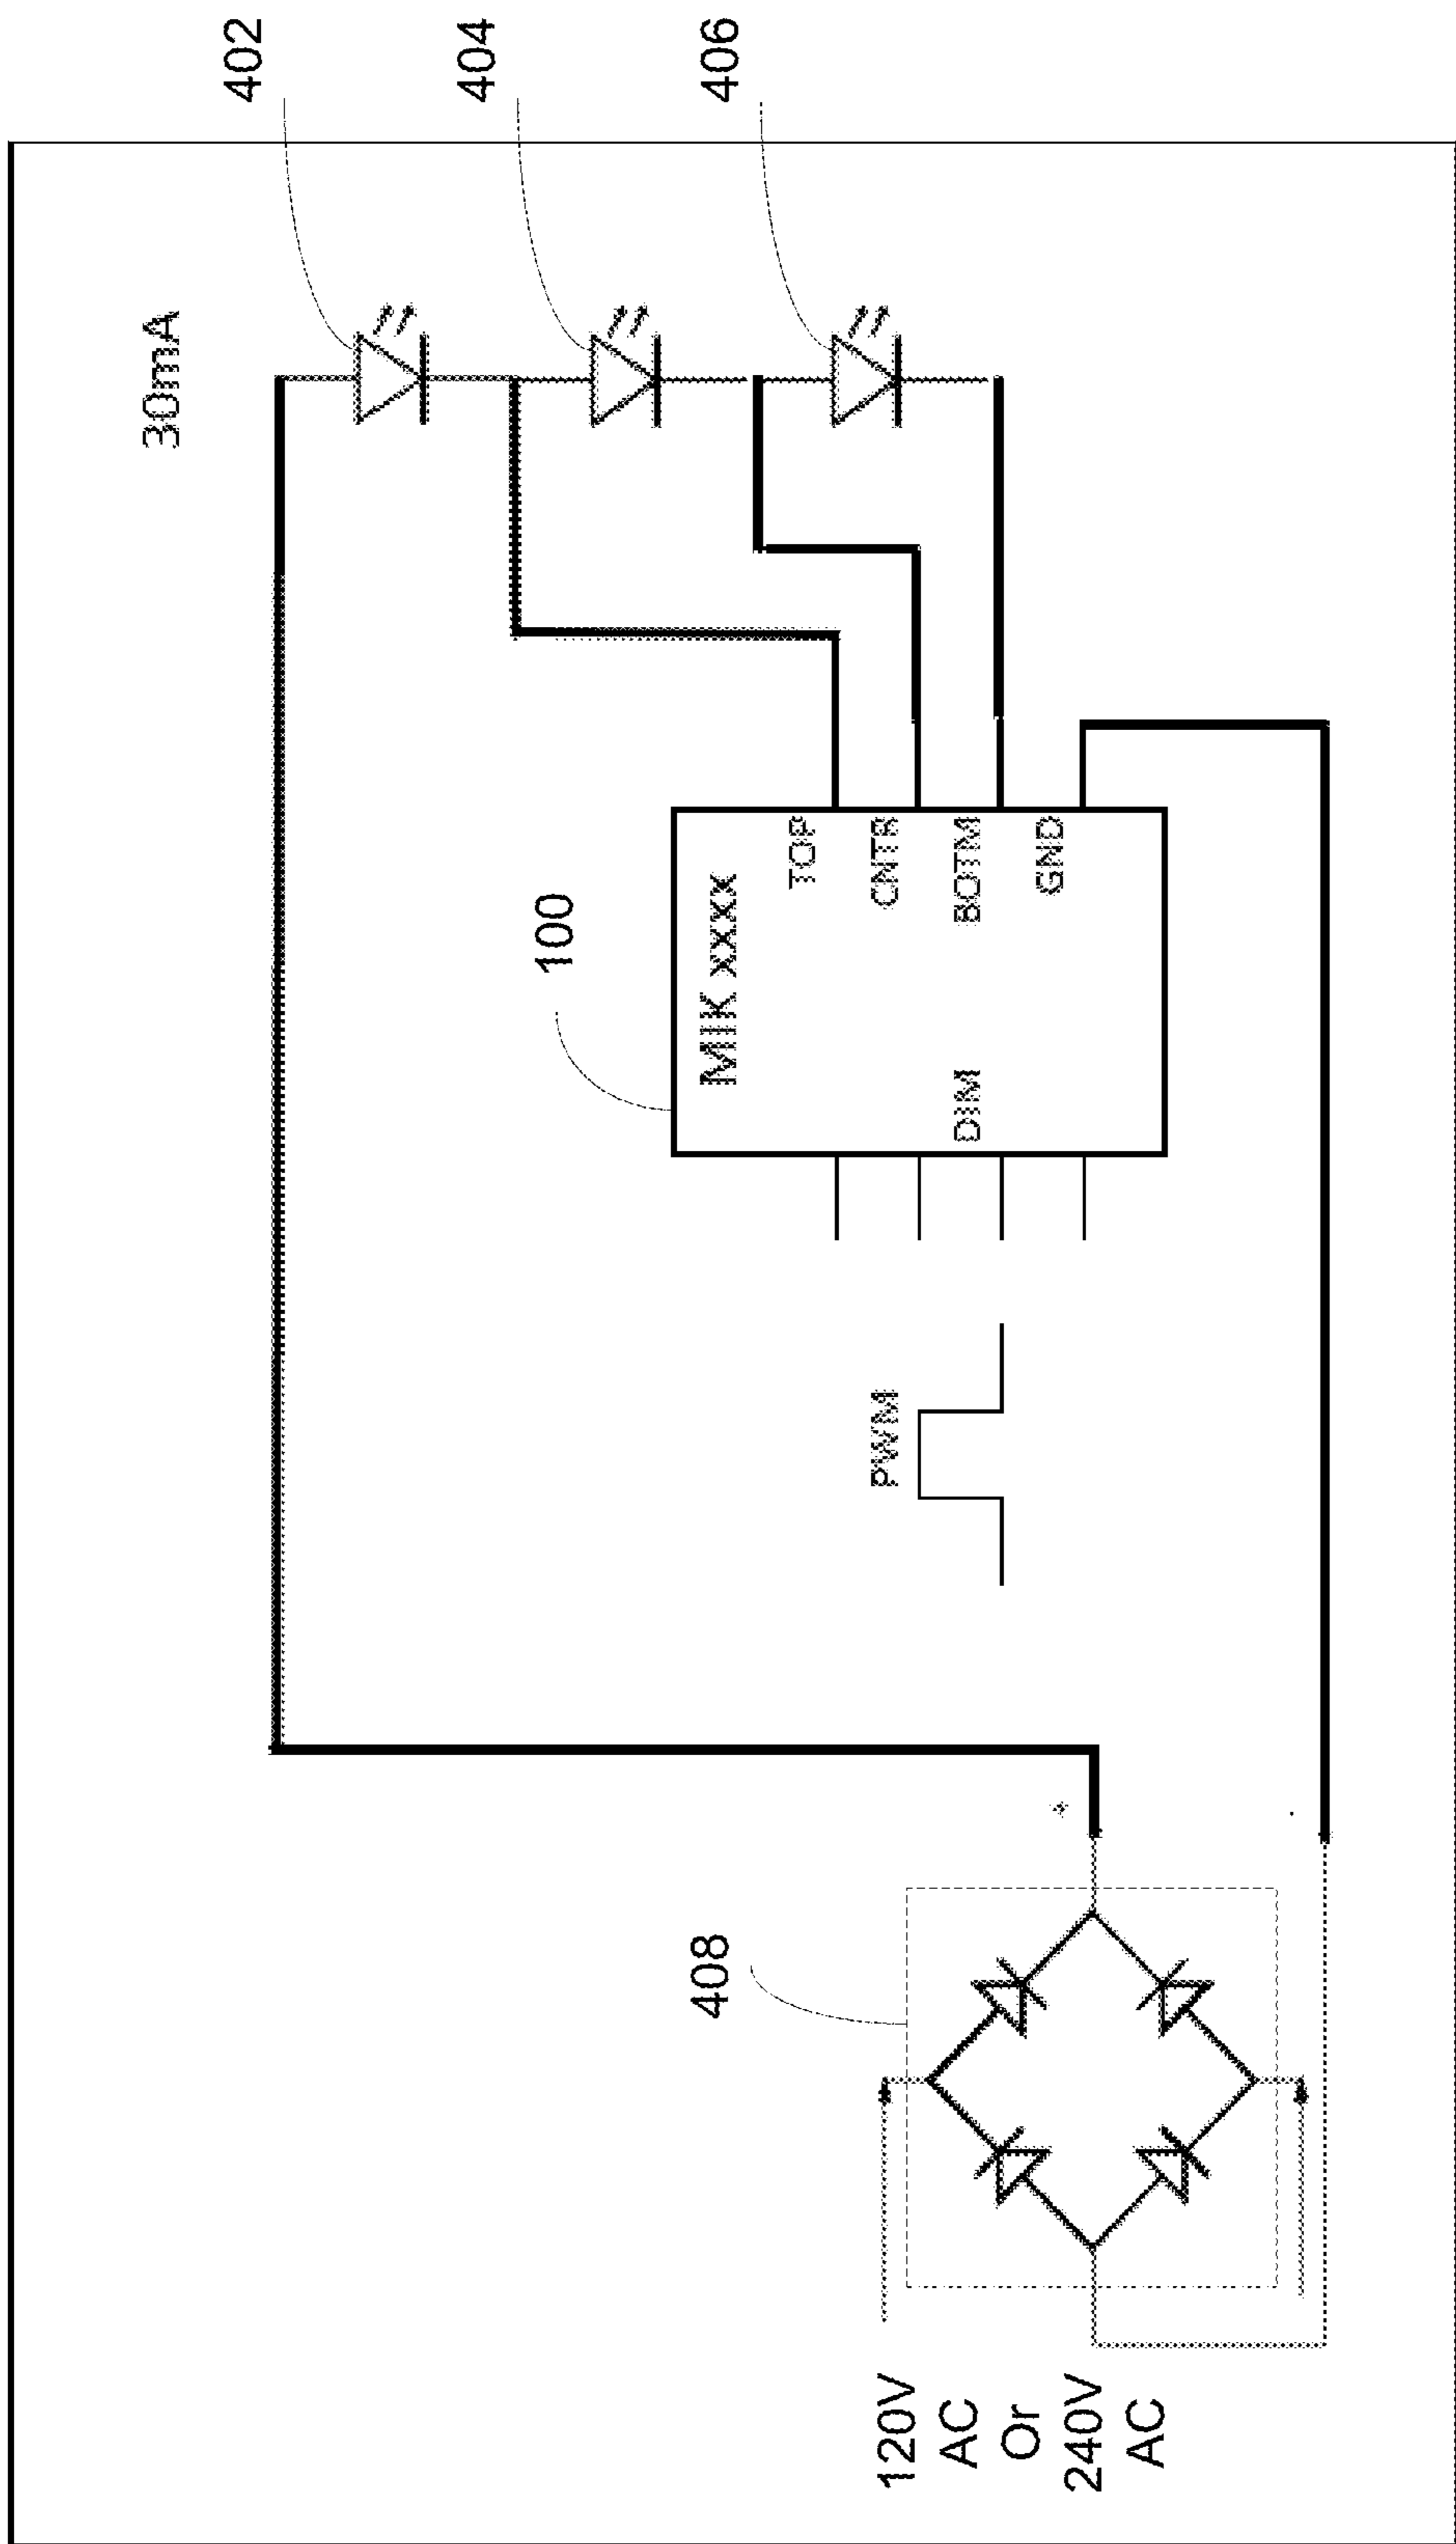 30mA
402
404
406
100
MIK xxxx
TOP
CNTR
BOTM
GND
DIM
PWM
408
+
120V
AC
Or
240V
AC